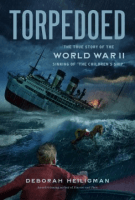 TORPEDOED
THE TRUE STORY OF THE
WORLD WAR II
SINKING OF "THE CHILDREN'S SHIP"
DEBORAH HEILIGMAN